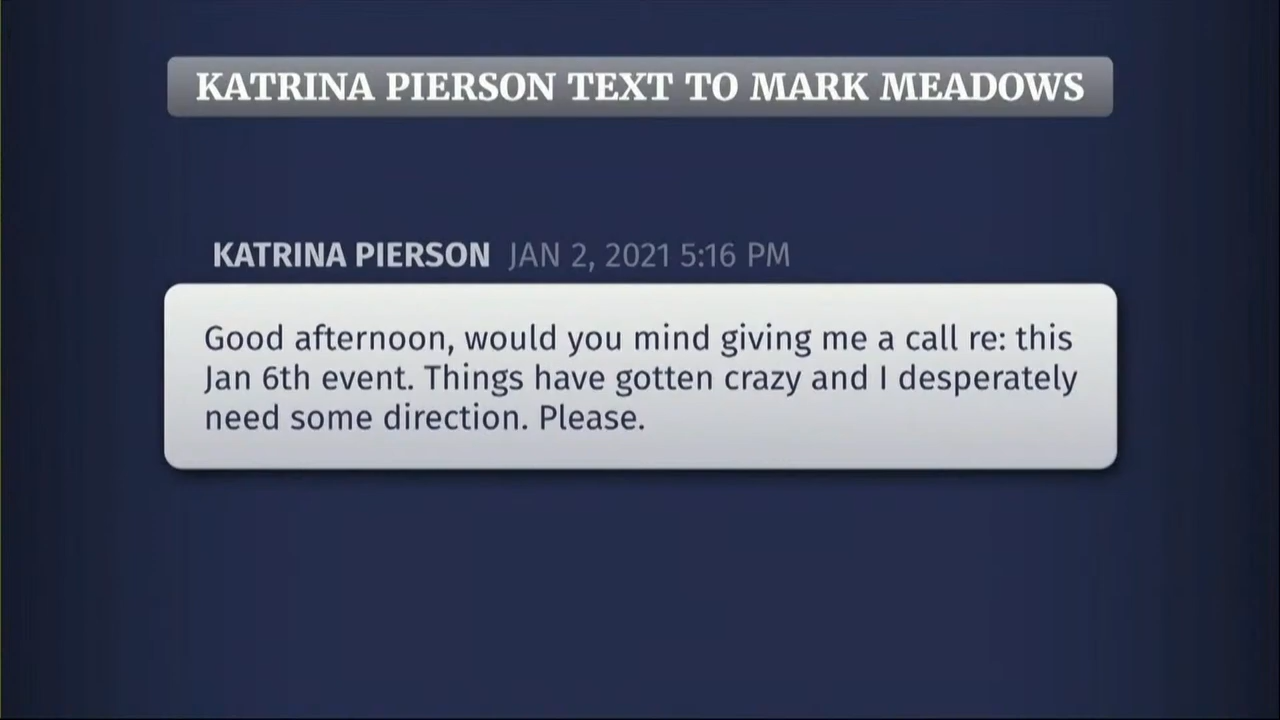 KATRINA PIERSON TEXT TO MARK MEADOWS
KATRINA PIERSON JAN 2, 2021 5:16 PM
Good afternoon, would you mind giving me a call re: this
Jan 6th event. Things have gotten crazy and I desperately
need some direction. Please.